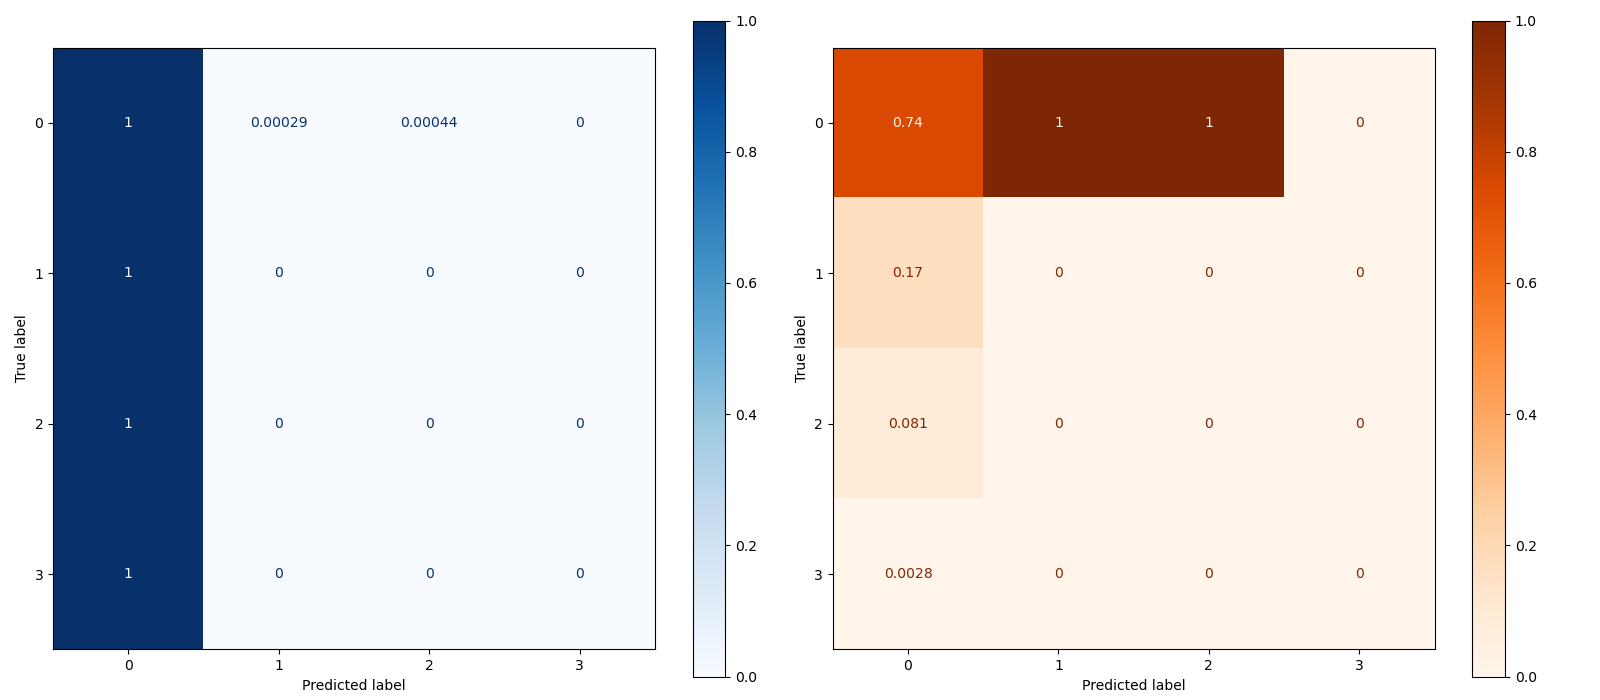 1.0
0.8
0.6
0.4
0.2
0.0
0 1 0.00029 0.00044 0
1 1 0 0 0
2 1 0 0 0
3 1 0 0 0
0 1 2 3
True label
Predicted label
1.0
0.8
0.6
0.4
0.2
0.0
0 0.74 1 1 0
1 0.17 0 0 0
2 0.081 0 0 0
3 0.0028 0 0 0
0 1 2 3
True label
Predicted label